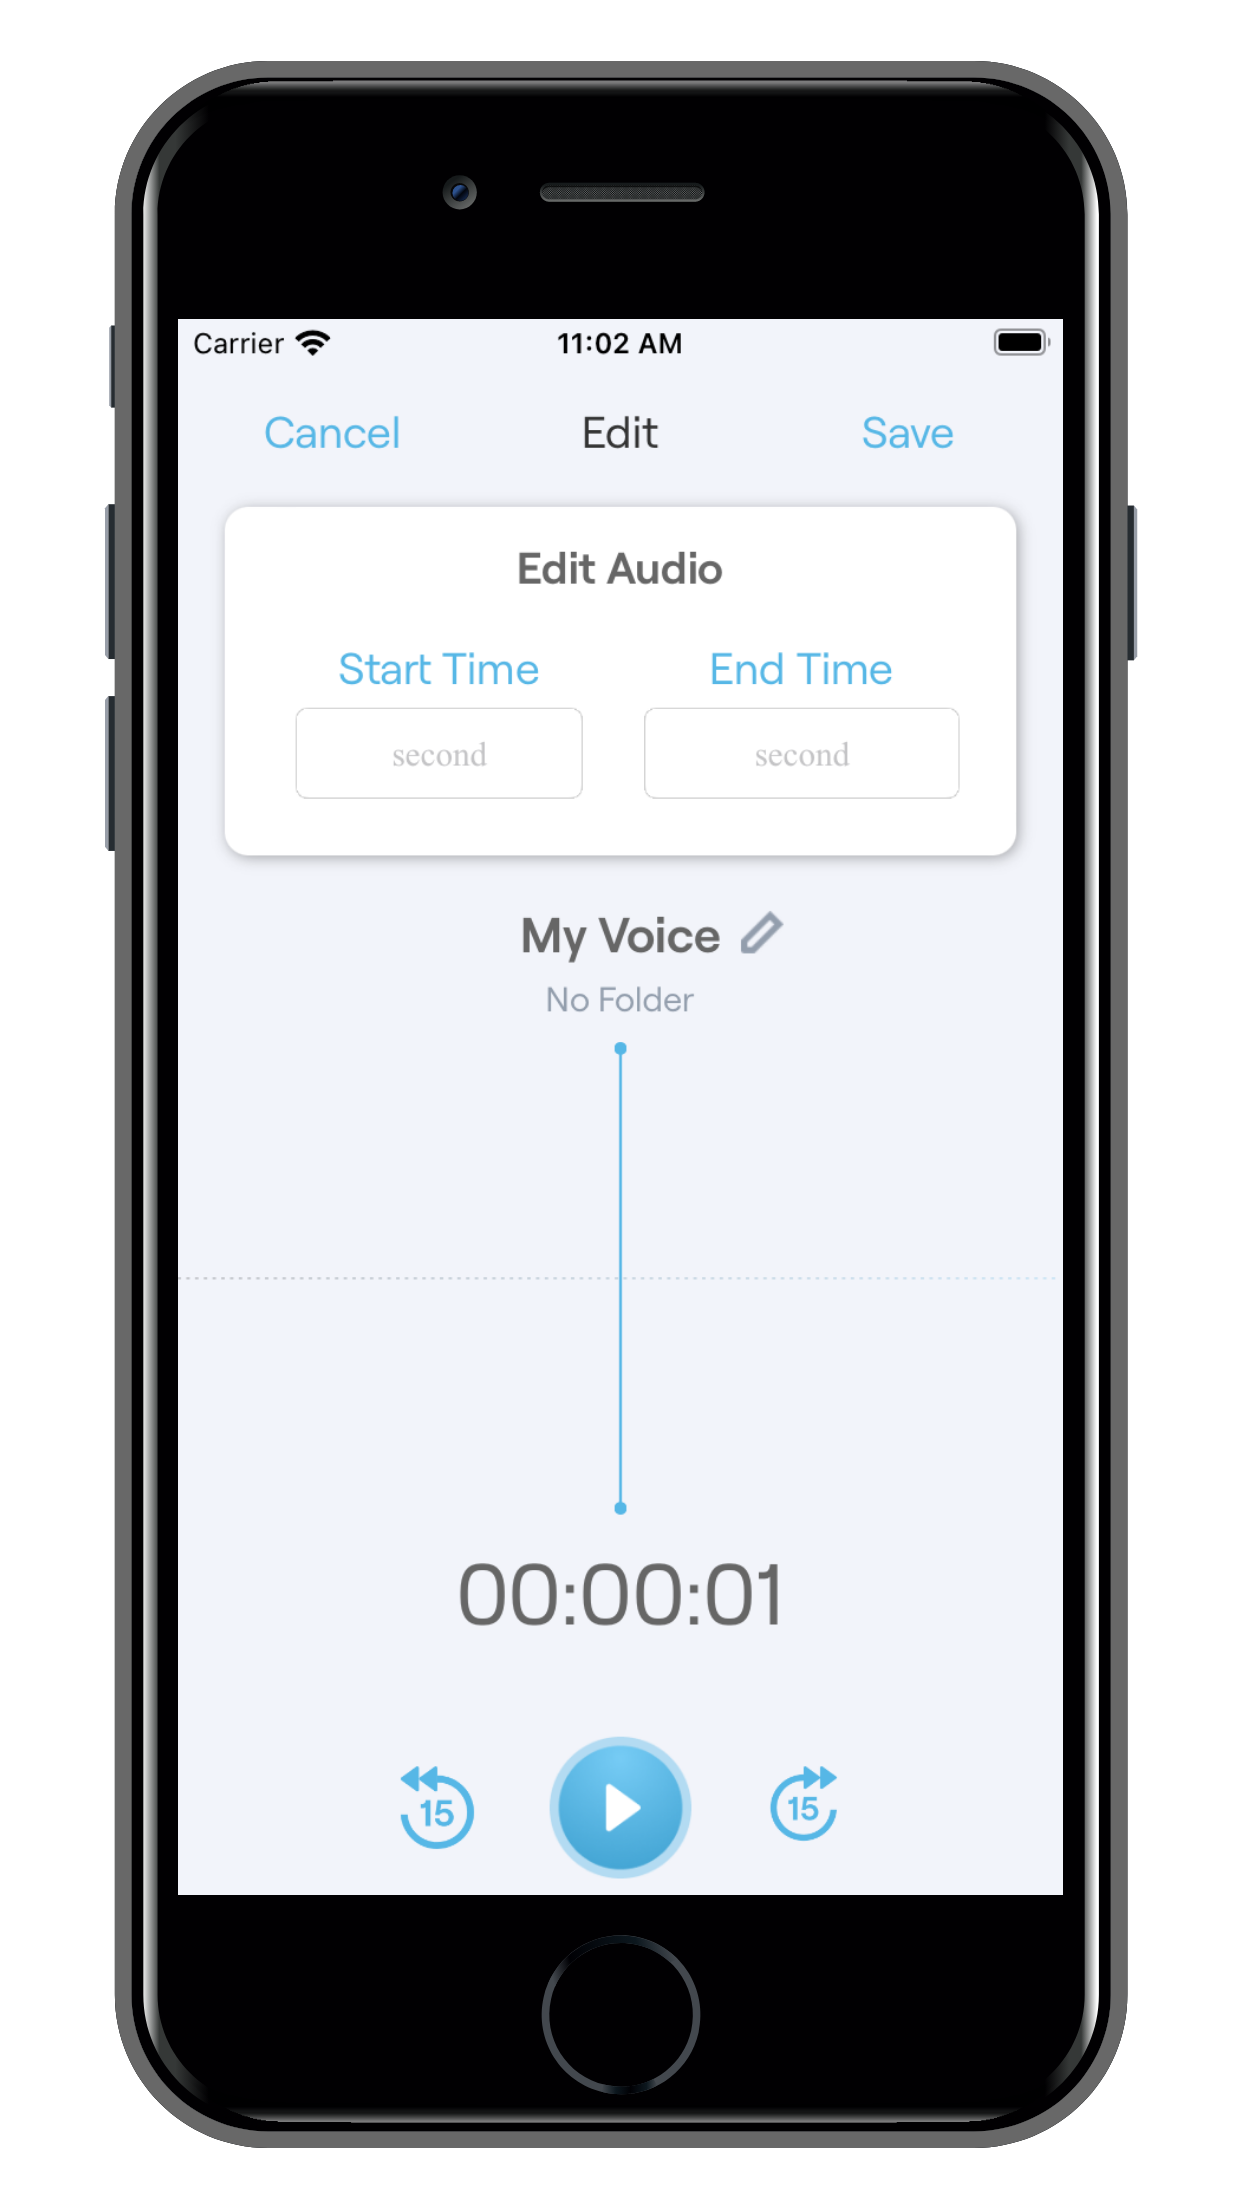 Carrier 11:02 AM
Cancel Edit Save
Edit Audio
Start Time End Time
second second
My Voice
No Folder
00:00:01
15 15